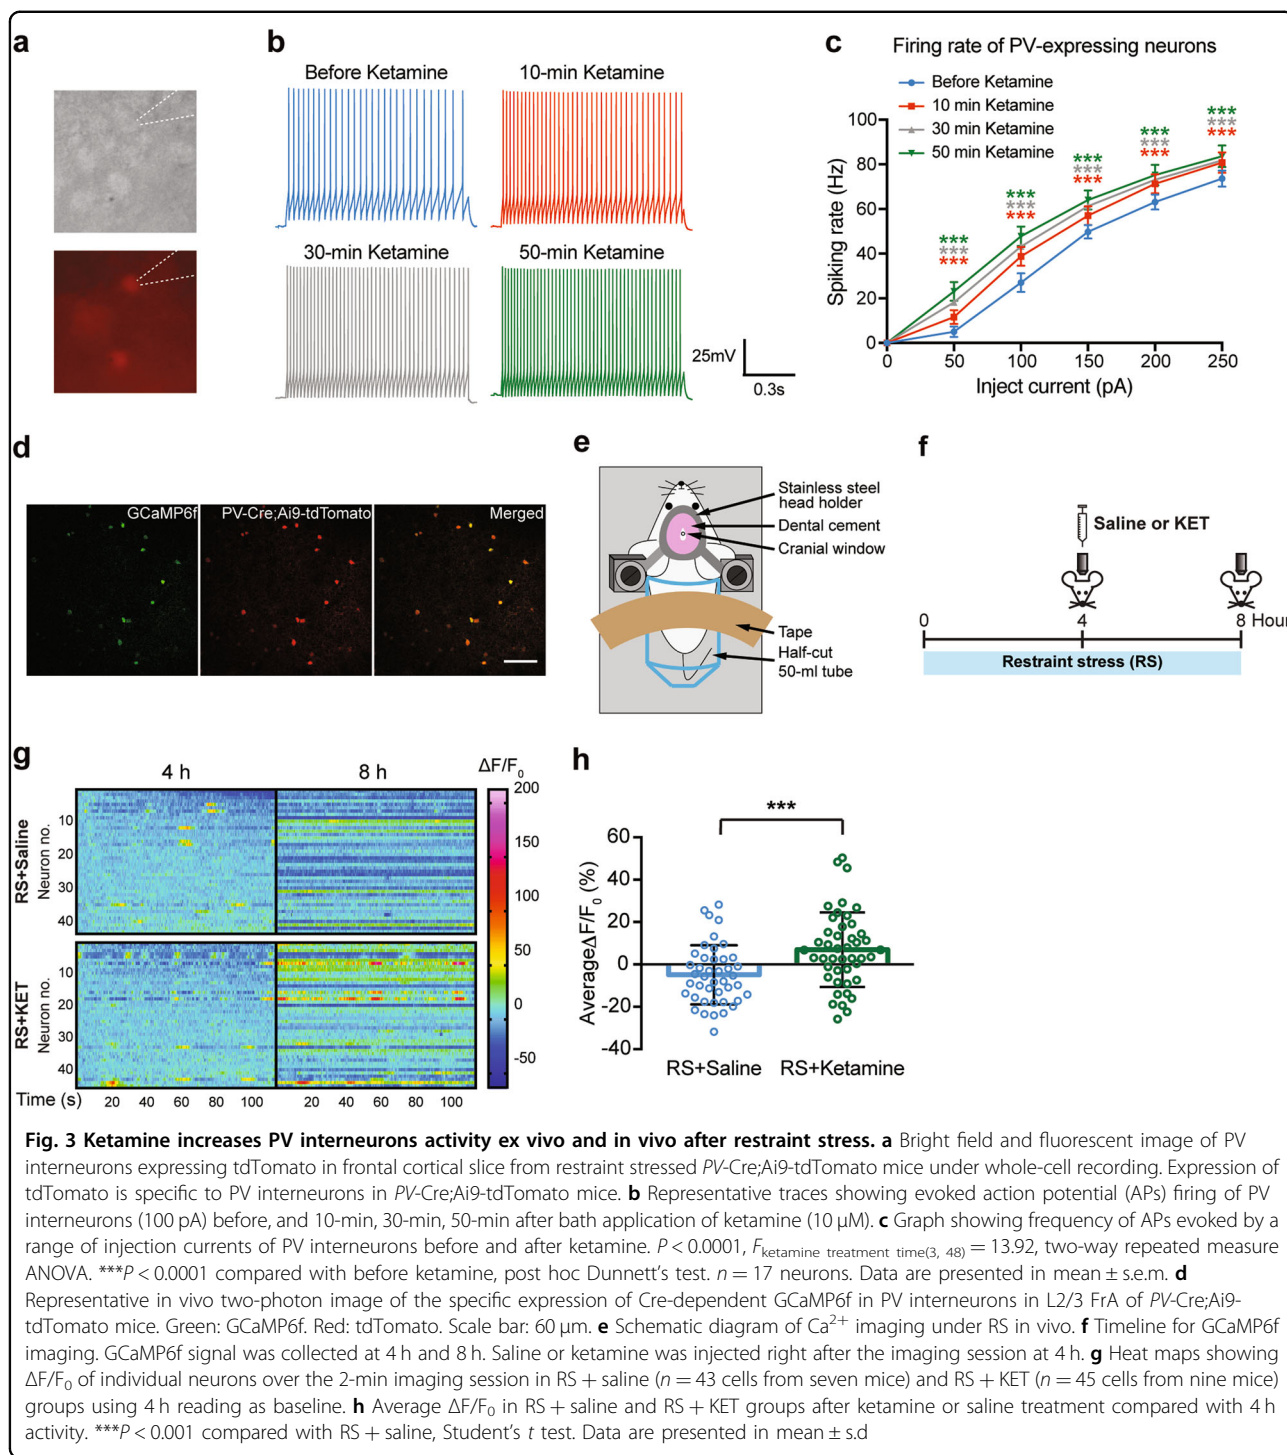 a
b
Before Ketamine
10-min Ketamine
30-min Ketamine
50-min Ketamine
25mV
0.3s
c
Firing rate of PV-expressing neurons
Before Ketamine
10 min Ketamine
30 min Ketamine
50 min Ketamine
Spiking rate (Hz)
100
80
60
40
20
0
*** *** *** *** ***
*** *** *** *** ***
*** *** *** *** ***
0 50 100 150 200 250
Inject current (pA)
d
GCaMP6f
PV-Cre;Ai9-tdTomato
Merged
e
Stainless steel
head holder
Dental cement
Cranial window
Tape
Half-cut
50-ml tube
f
Saline or KET
0 4 8 Hour
Restraint stress (RS)
g
4 h 8 h
ΔF/F₀
RS+Saline
Neuron no.
10
20
30
40
RS+KET
Neuron no.
10
20
30
40
Time (s) 20 40 60 80 100 20 40 60 80 100
200
150
100
50
0
-50
h
***
Average ΔF/F₀ (%)
60
40
20
0
-20
-40
RS+Saline RS+Ketamine
Fig. 3 Ketamine increases PV interneurons activity ex vivo and in vivo after restraint stress. a Bright field and fluorescent image of PV
interneurons expressing tdTomato in frontal cortical slice from restraint stressed PV-Cre;Ai9-tdTomato mice under whole-cell recording. Expression of
tdTomato is specific to PV interneurons in PV-Cre;Ai9-tdTomato mice. b Representative traces showing evoked action potential (APs) firing of PV
interneurons (100 pA) before, and 10-min, 30-min, 50-min after bath application of ketamine (10 μM). c Graph showing frequency of APs evoked by a
range of injection currents of PV interneurons before and after ketamine. P < 0.0001, F ketamine treatment time(3, 48) = 13.92, two-way repeated measure
ANOVA. ***P < 0.0001 compared with before ketamine, post hoc Dunnett's test. n = 17 neurons. Data are presented in mean ± s.e.m. d
Representative in vivo two-photon image of the specific expression of Cre-dependent GCaMP6f in PV interneurons in L2/3 FrA of PV-Cre;Ai9-
tdTomato mice. Green: GCaMP6f. Red: tdTomato. Scale bar: 60 μm. e Schematic diagram of Ca²⁺ imaging under RS in vivo. f Timeline for GCaMP6f
imaging. GCaMP6f signal was collected at 4 h and 8 h. Saline or ketamine was injected right after the imaging session at 4 h. g Heat maps showing
ΔF/F₀ of individual neurons over the 2-min imaging session in RS + saline (n = 43 cells from seven mice) and RS + KET (n = 45 cells from nine mice)
groups using 4 h reading as baseline. h Average ΔF/F₀ in RS + saline and RS + KET groups after ketamine or saline treatment compared with 4 h
activity. ***P < 0.001 compared with RS + saline, Student's t test. Data are presented in mean ± s.d